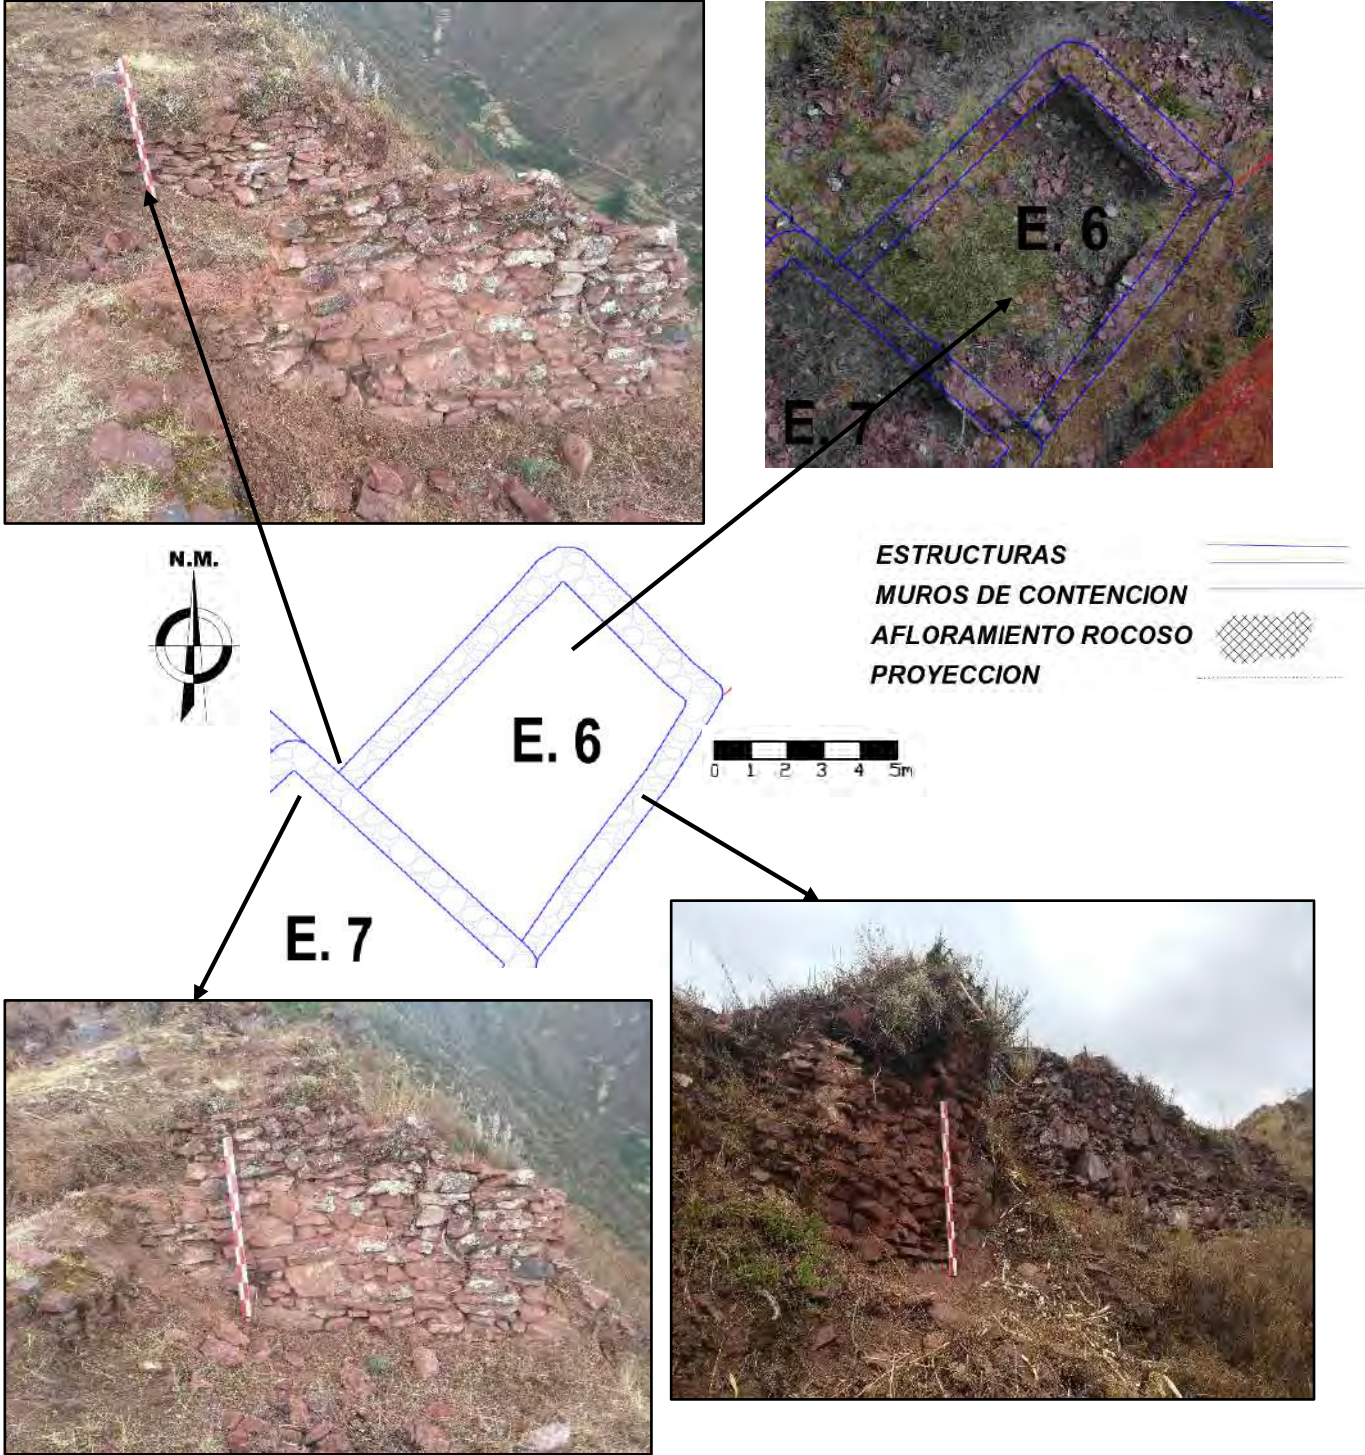 E. 6
E. 7
N.M.
ESTRUCTURAS
MUROS DE CONTENCION
AFLORAMIENTO ROCOSO
PROYECCION
E. 6
0 1 2 3 4 5m
E. 7